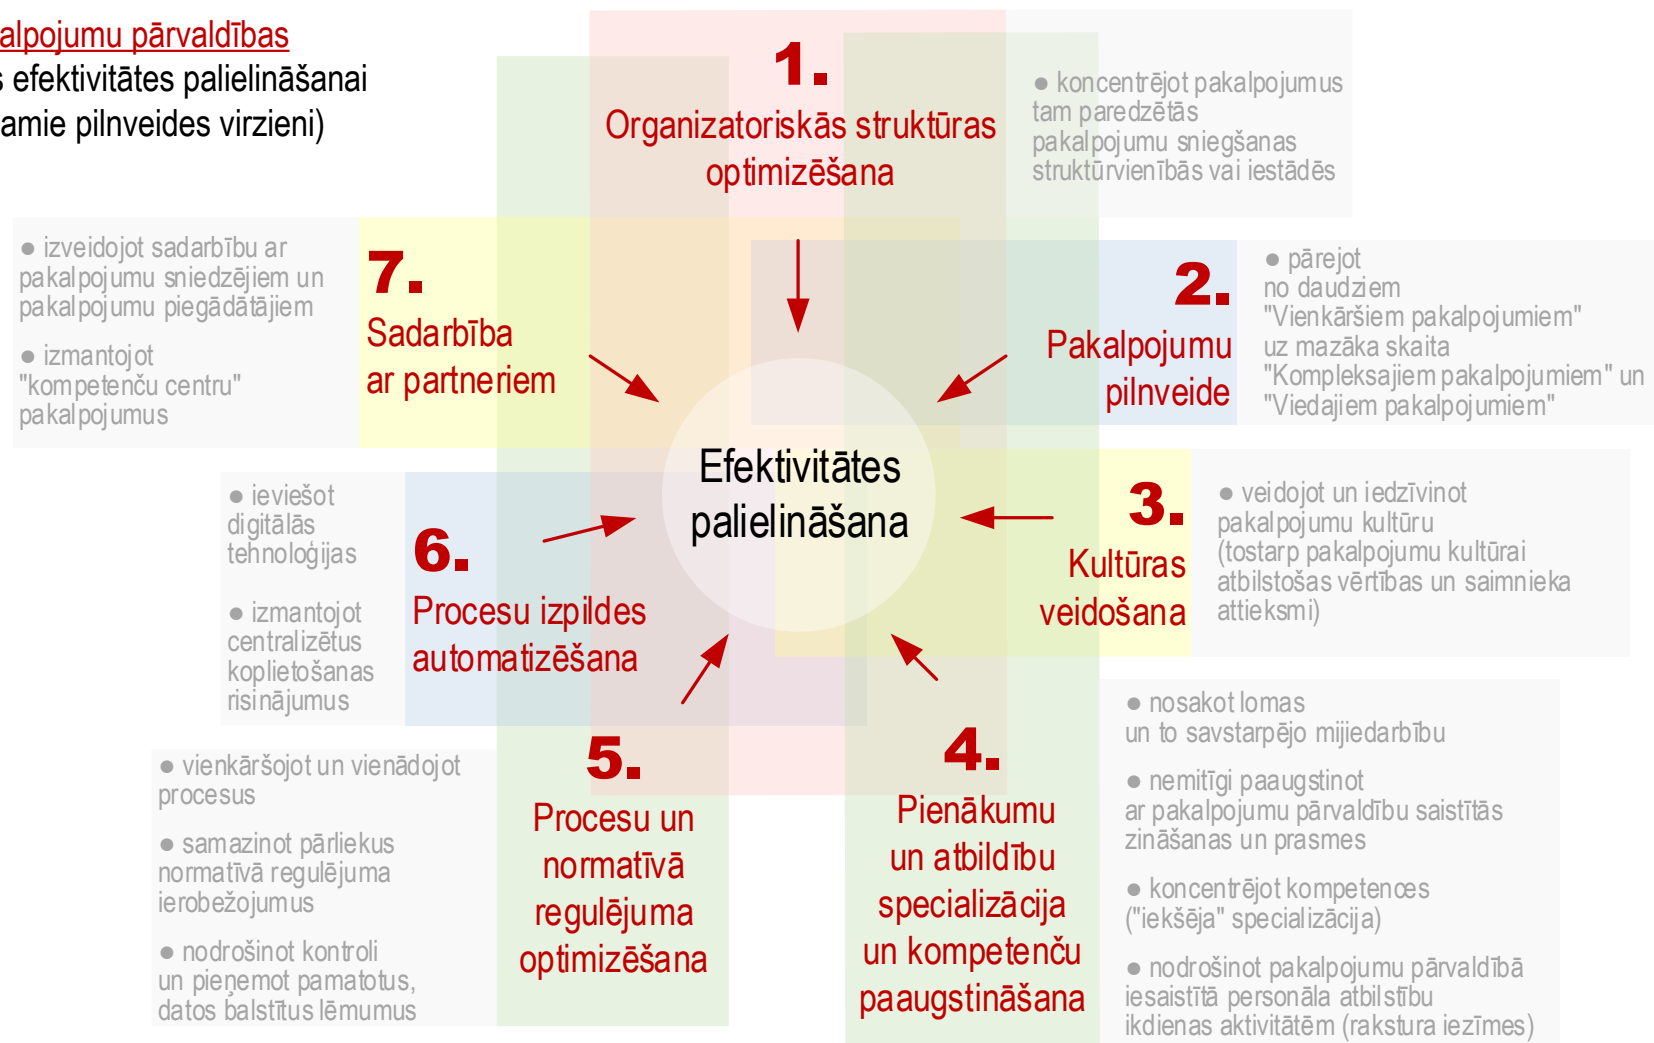 alpojumu pārvaldības
s efektivitātes palielināšanai
amie pilnveides virzieni)
1.
Organizatoriskās struktūras
optimizēšana
● koncentrējot pakalpojumus
tam paredzētās
pakalpojumu sniegšanas
struktūrvienībās vai iestādēs
2.
Pakalpojumu
pilnveide
● pārejot
no daudziem
"Vienkāršiem pakalpojumiem"
uz mazāka skaita
"Kompleksajiem pakalpojumiem" un
"Viedajiem pakalpojumiem"
3.
Kultūras
veidošana
● veidojot un iedzīvinot
pakalpojumu kultūru
(tostarp pakalpojumu kultūrai
atbilstošas vērtības un saimnieka
attieksmi)
4.
Pienākumu
un atbildību
specializācija
un kompetenču
paaugstināšana
● nosakot lomas
un to savstarpējo mijiedarbību
● nemitīgi paaugstinot
ar pakalpojumu pārvaldību saistītās
zināšanas un prasmes
● koncentrējot kompetences
("iekšēja" specializācija)
● nodrošinot pakalpojumu pārvaldībā
iesaistītā personāla atbilstību
ikdienas aktivitātēm (rakstura iezīmes)
5.
Procesu un
normatīvā
regulējuma
optimizēšana
● vienkāršojot un vienādojot
procesus
● samazinot pārliekus
normatīvā regulējuma
ierobežojumus
● nodrošinot kontroli
un pieņemot pamatotus,
datos balstītus lēmumus
6.
Procesu izpildes
automatizēšana
● ieviešot
digitālās
tehnoloģijas
● izmantojot
centralizētus
koplietošanas
risinājumus
7.
Sadarbība
ar partneriem
● izveidojot sadarbību ar
pakalpojumu sniedzējiem un
pakalpojumu piegādātājiem
● izmantojot
"kompetenču centru"
pakalpojumus
Efektivitātes
palielināšana